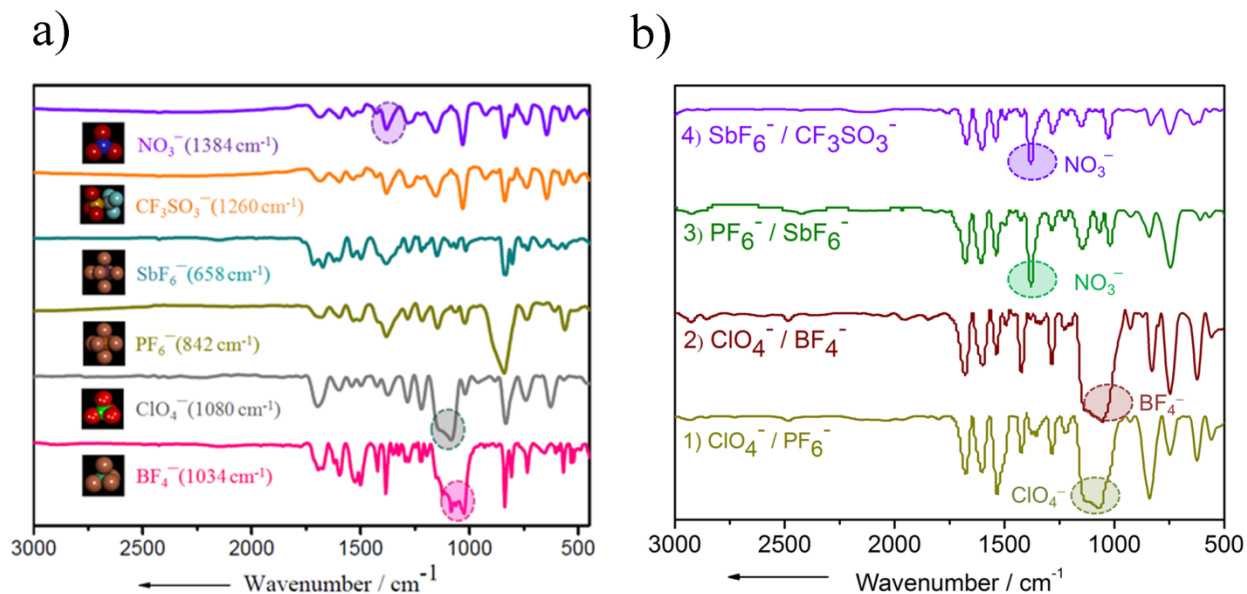 a)
NO₃⁻ (1384 cm⁻¹)
CF₃SO₃⁻ (1260 cm⁻¹)
SbF₆⁻ (658 cm⁻¹)
PF₆⁻ (842 cm⁻¹)
ClO₄⁻ (1080 cm⁻¹)
BF₄⁻ (1034 cm⁻¹)
3000 2500 2000 1500 1000 500
Wavenumber / cm⁻¹
b)
4) SbF₆⁻ / CF₃SO₃⁻
NO₃⁻
3) PF₆⁻ / SbF₆⁻
NO₃⁻
2) ClO₄⁻ / BF₄⁻
BF₄⁻
1) ClO₄⁻ / PF₆⁻
ClO₄⁻
3000 2500 2000 1500 1000 500
Wavenumber / cm⁻¹